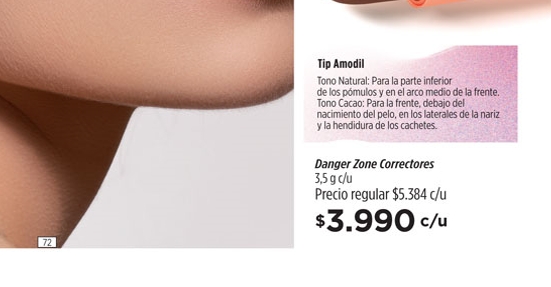 Tip Amodil
Tono Natural: Para la parte inferior
de los pómulos y en el arco medio de la frente.
Tono Cacao: Para la frente, debajo del
nacimiento del pelo, en los laterales de la nariz
y la hendidura de los cachetes.
Danger Zone Correctores
3,5 g c/u
Precio regular $5.384 c/u
$3.990 c/u
72